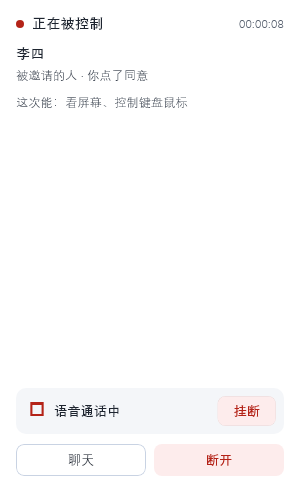 正在被控制 00:00:08
李四
被邀请的人 · 你点了同意
这次能：看屏幕、控制键盘鼠标
语音通话中 挂断
聊天 断开